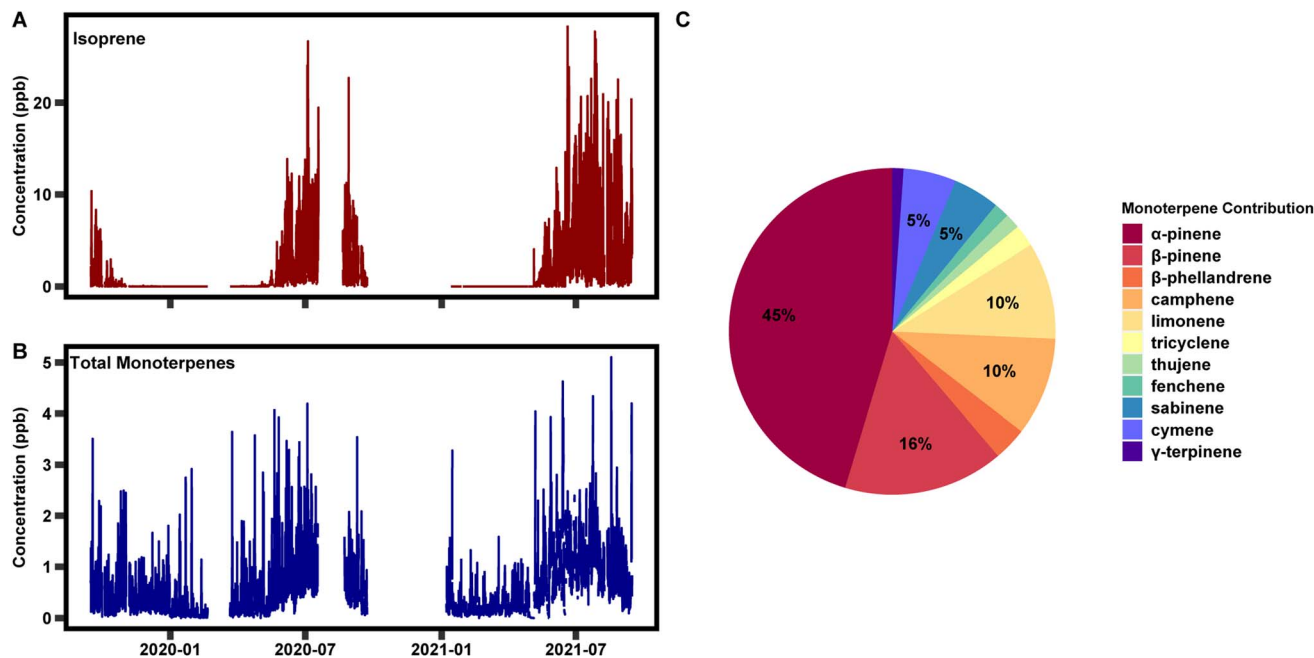 A
Isoprene
Concentration (ppb)
20
10
0
B
Total Monoterpenes
Concentration (ppb)
5
4
3
2
1
0
2020-01
2020-07
2021-01
2021-07
C
5%
5%
10%
10%
16%
45%
Monoterpene Contribution
α-pinene
β-pinene
β-phellandrene
camphene
limonene
tricyclene
thujene
fenchene
sabinene
cymene
γ-terpinene